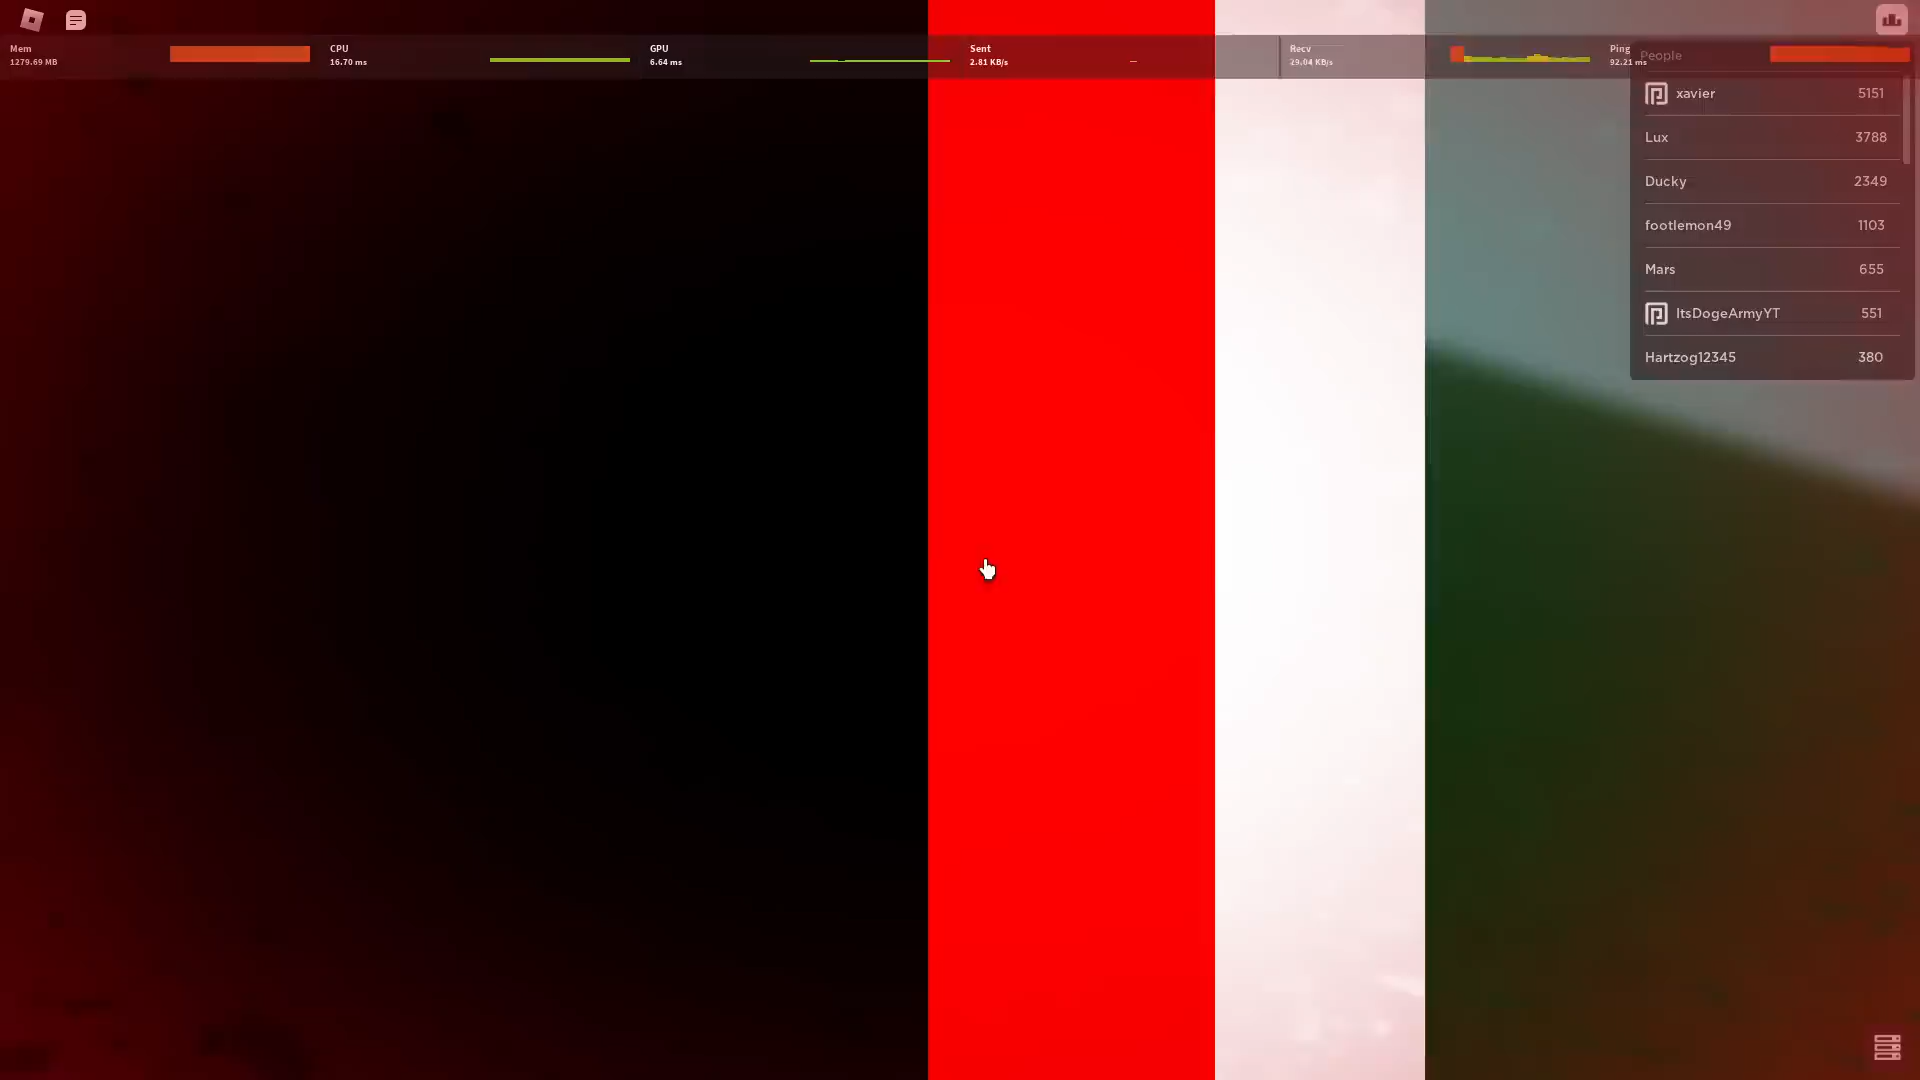 Mem
1279.69 MB
CPU
16.70 ms
GPU
6.64 ms
Sent
2.81 KB/s
Recv
29.04 KB/s
Ping
92.21 ms
People
xavier 5151
Lux 3788
Ducky 2349
footlemon49 1103
Mars 655
ItsDogeArmyYT 551
Hartzog12345 380